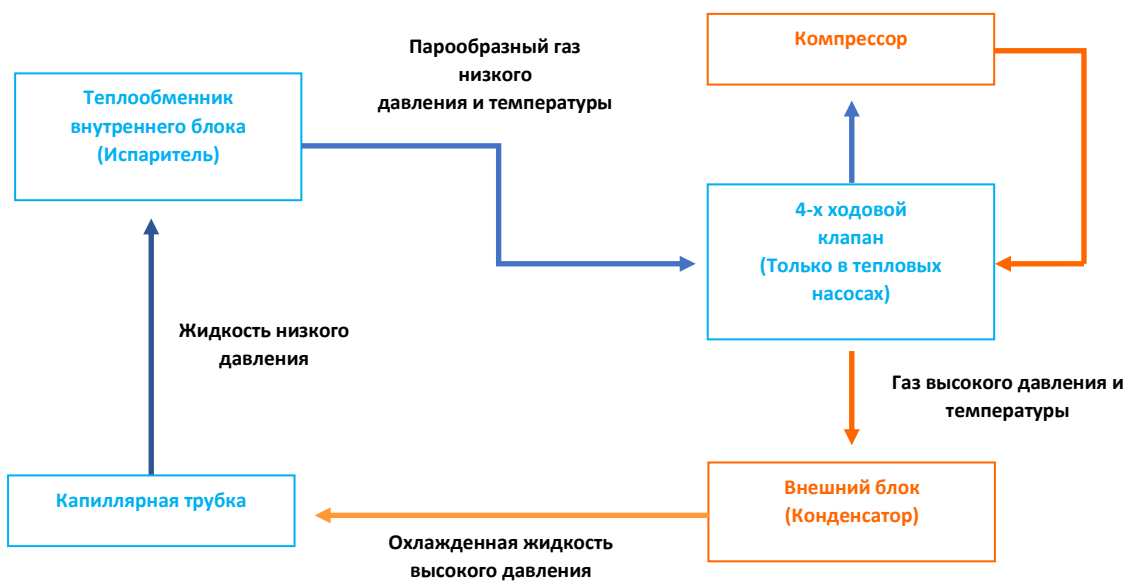 Парообразный газ
низкого
давления и температуры
Компрессор
Теплообменник
внутреннего блока
(Испаритель)
4-х ходовой
клапан
(Только в тепловых
насосах)
Жидкость низкого
давления
Газ высокого давления и
температуры
Капиллярная трубка
Внешний блок
(Конденсатор)
Охлажденная жидкость
высокого давления